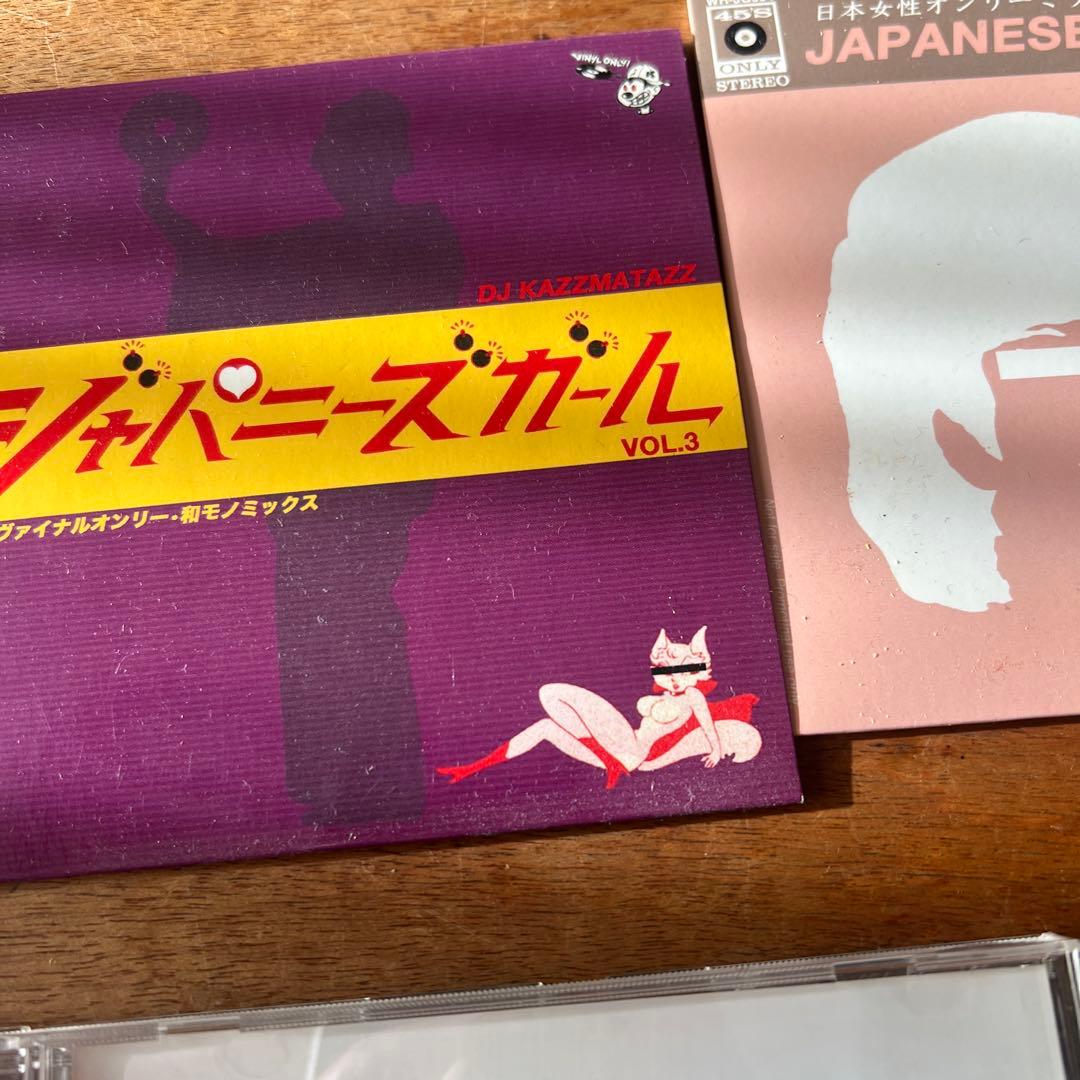 VINYL ONLY!
DJ KAZZMATAZZ
ジャパニーズガール
VOL.3
ヴァイナルオンリー・和モノミックス
45'S
ONLY
STEREO
日本女性オンリーミ
JAPANESE